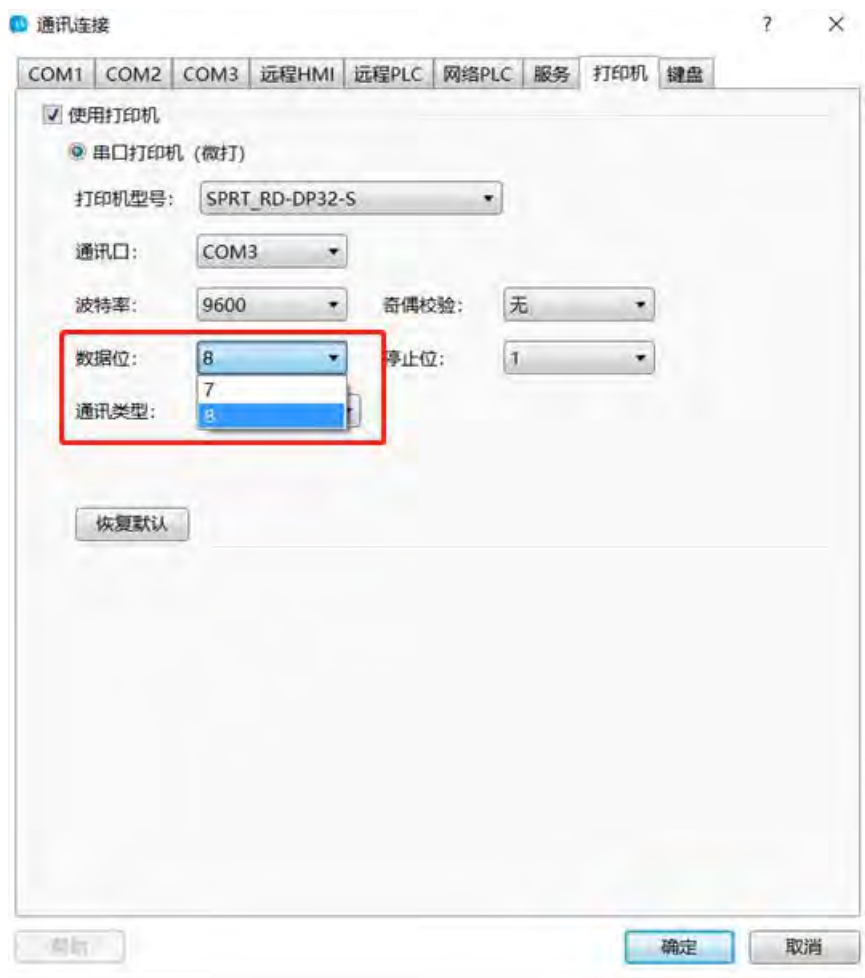 通讯连接 ?
COM1 COM2 COM3 远程HMI 远程PLC 网络PLC 服务 打印机 键盘
使用打印机
串口打印机 (微打)
打印机型号: SPRT_RD-DP32-S
通讯口: COM3
波特率: 9600 奇偶校验: 无
数据位: 8 停止位: 1
7
通讯类型: 8
恢复默认
帮助 确定 取消